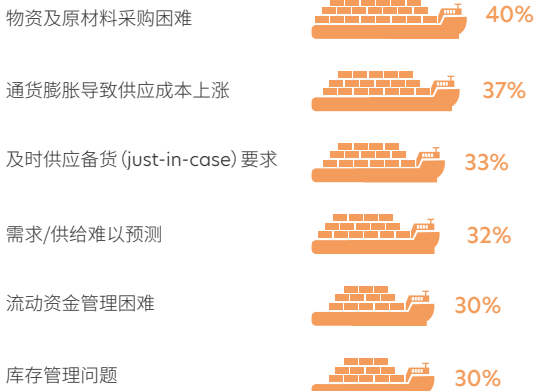 物资及原材料采购困难 40%
通货膨胀导致供应成本上涨 37%
及时供应备货(just-in-case)要求 33%
需求/供给难以预测 32%
流动资金管理困难 30%
库存管理问题 30%